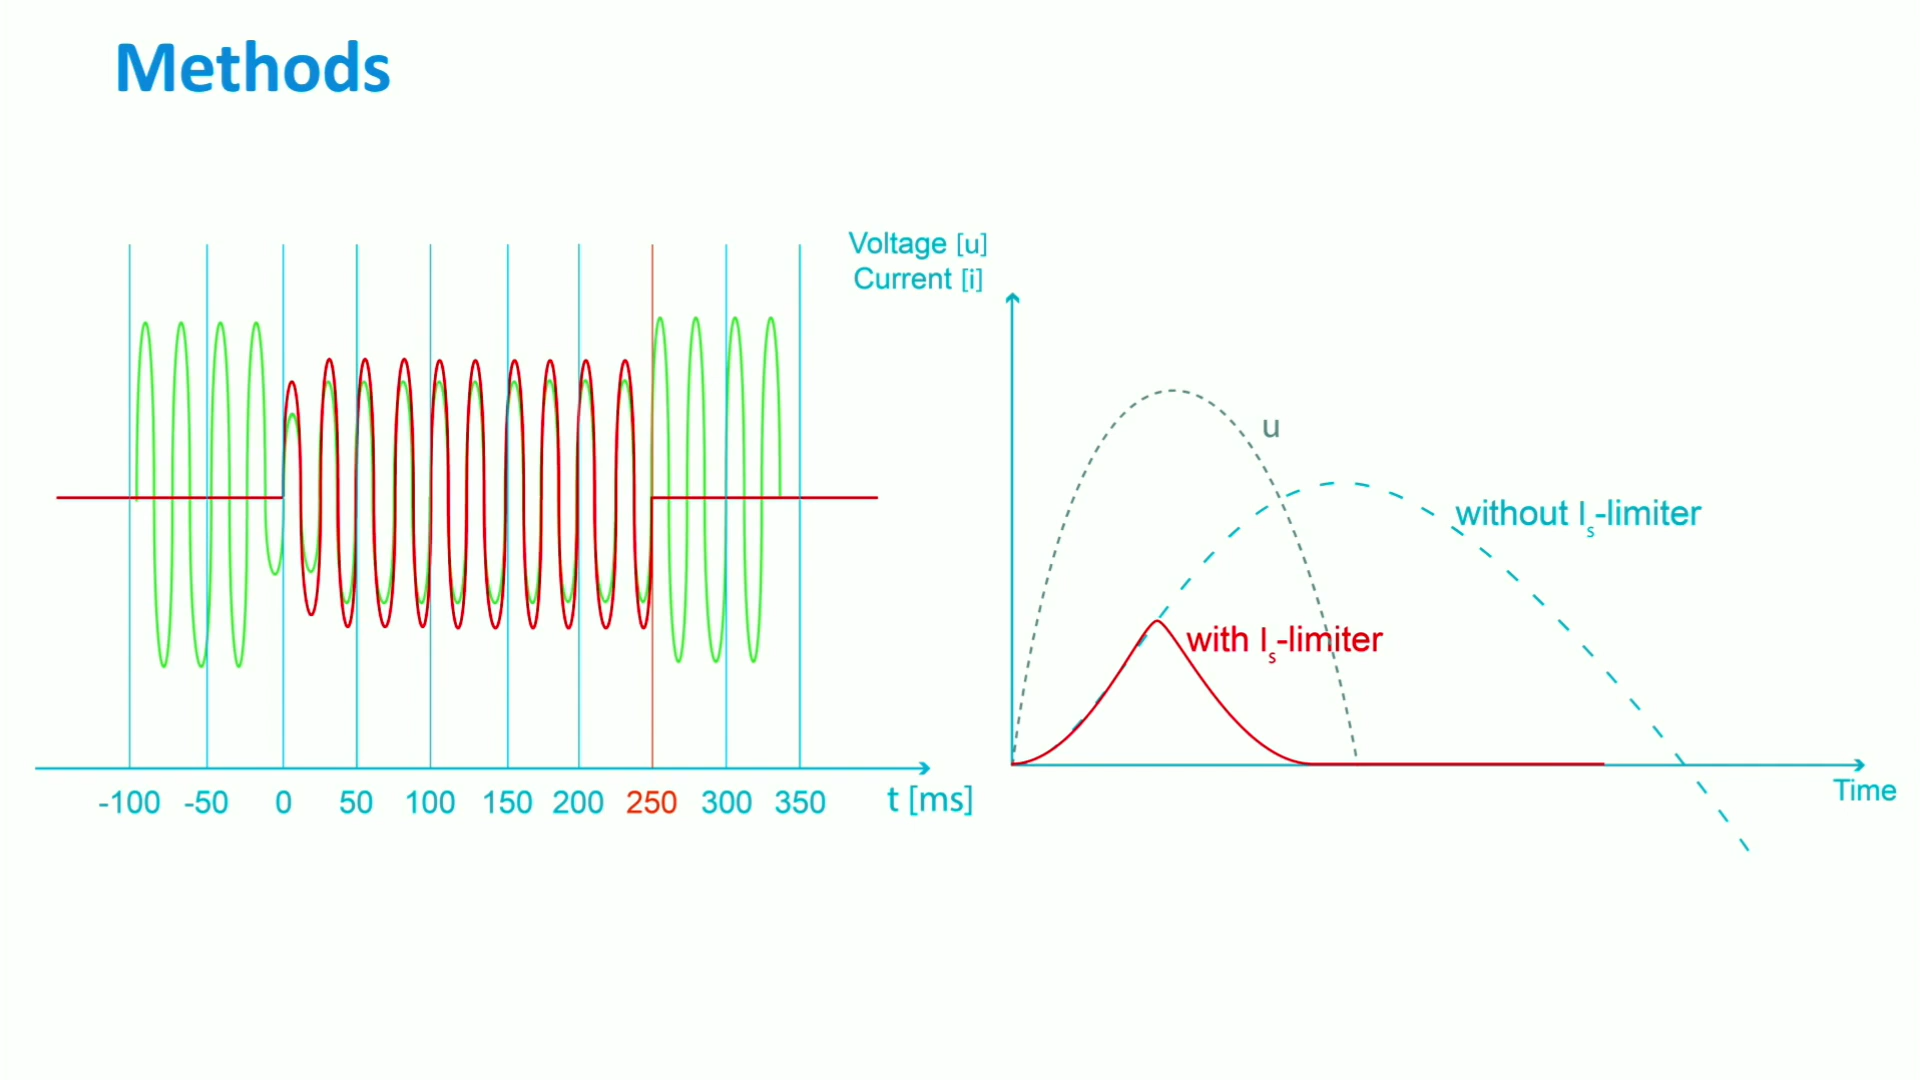 Methods
Voltage [u]
Current [i]
u
without Is-limiter
with Is-limiter
-100 -50 0 50 100 150 200 250 300 350 t [ms]
Time